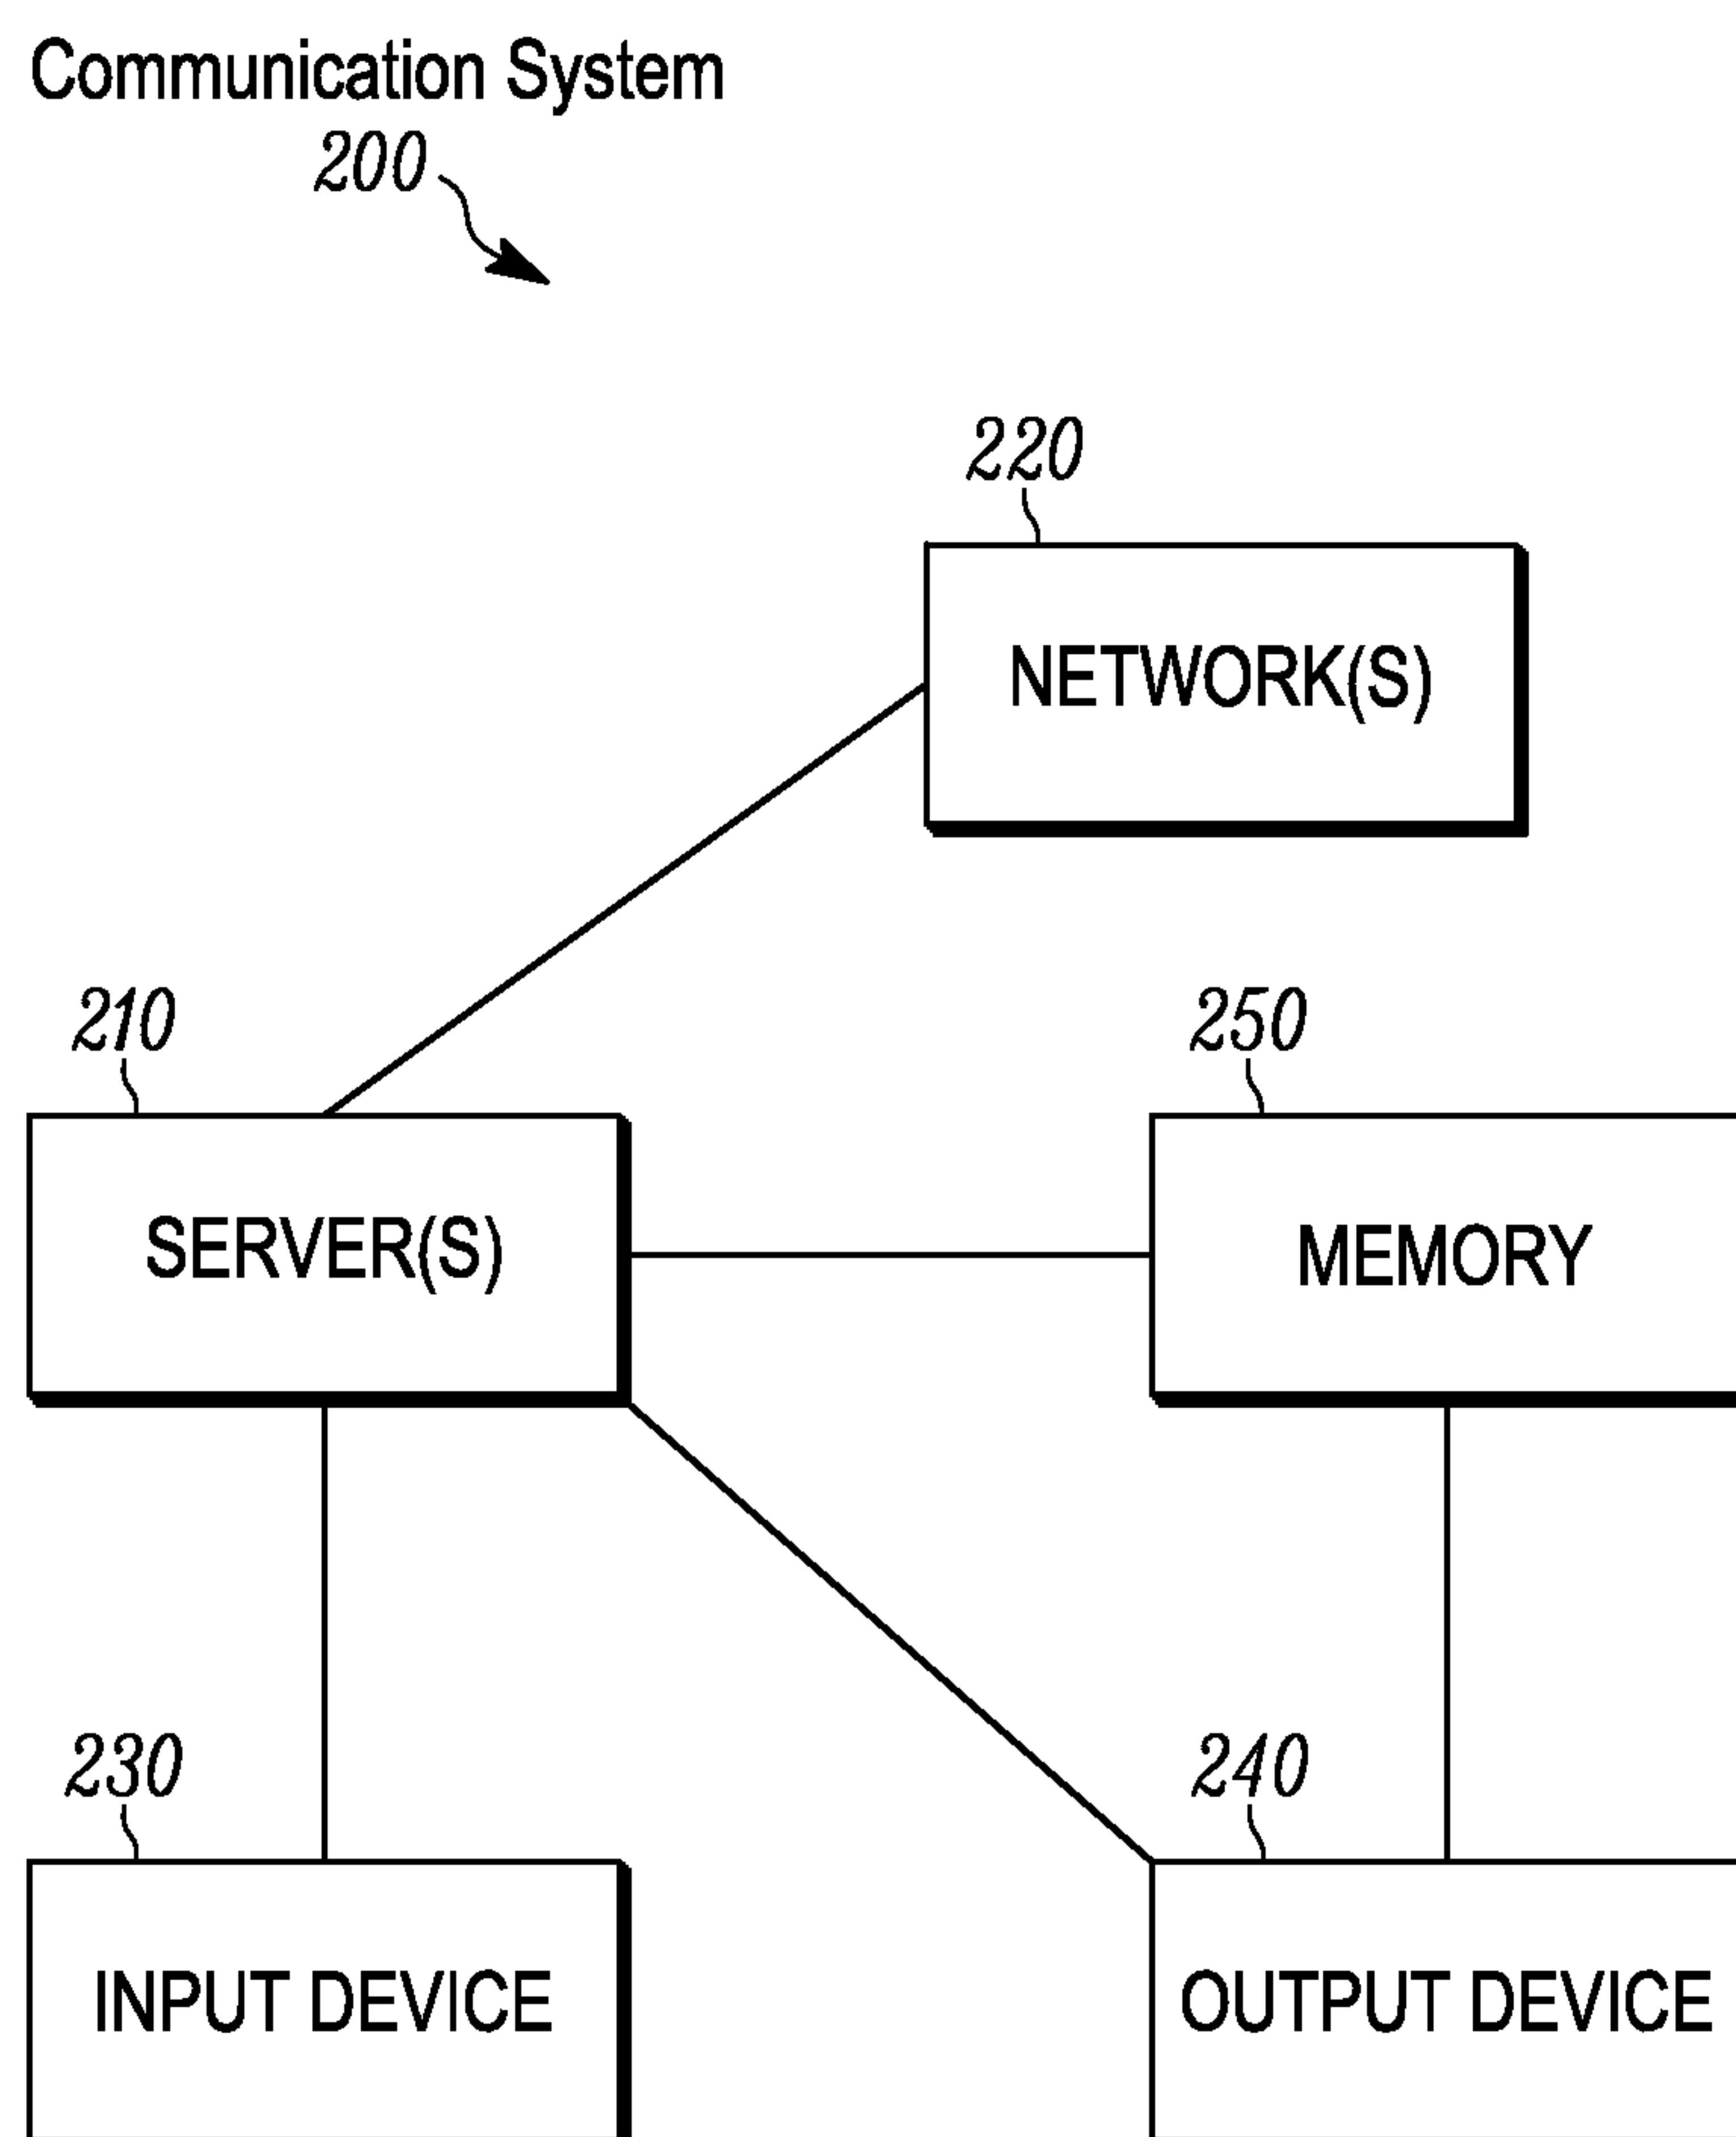 Communication System
200
220
NETWORK(S)
210
250
SERVER(S)
MEMORY
230
240
INPUT DEVICE
OUTPUT DEVICE